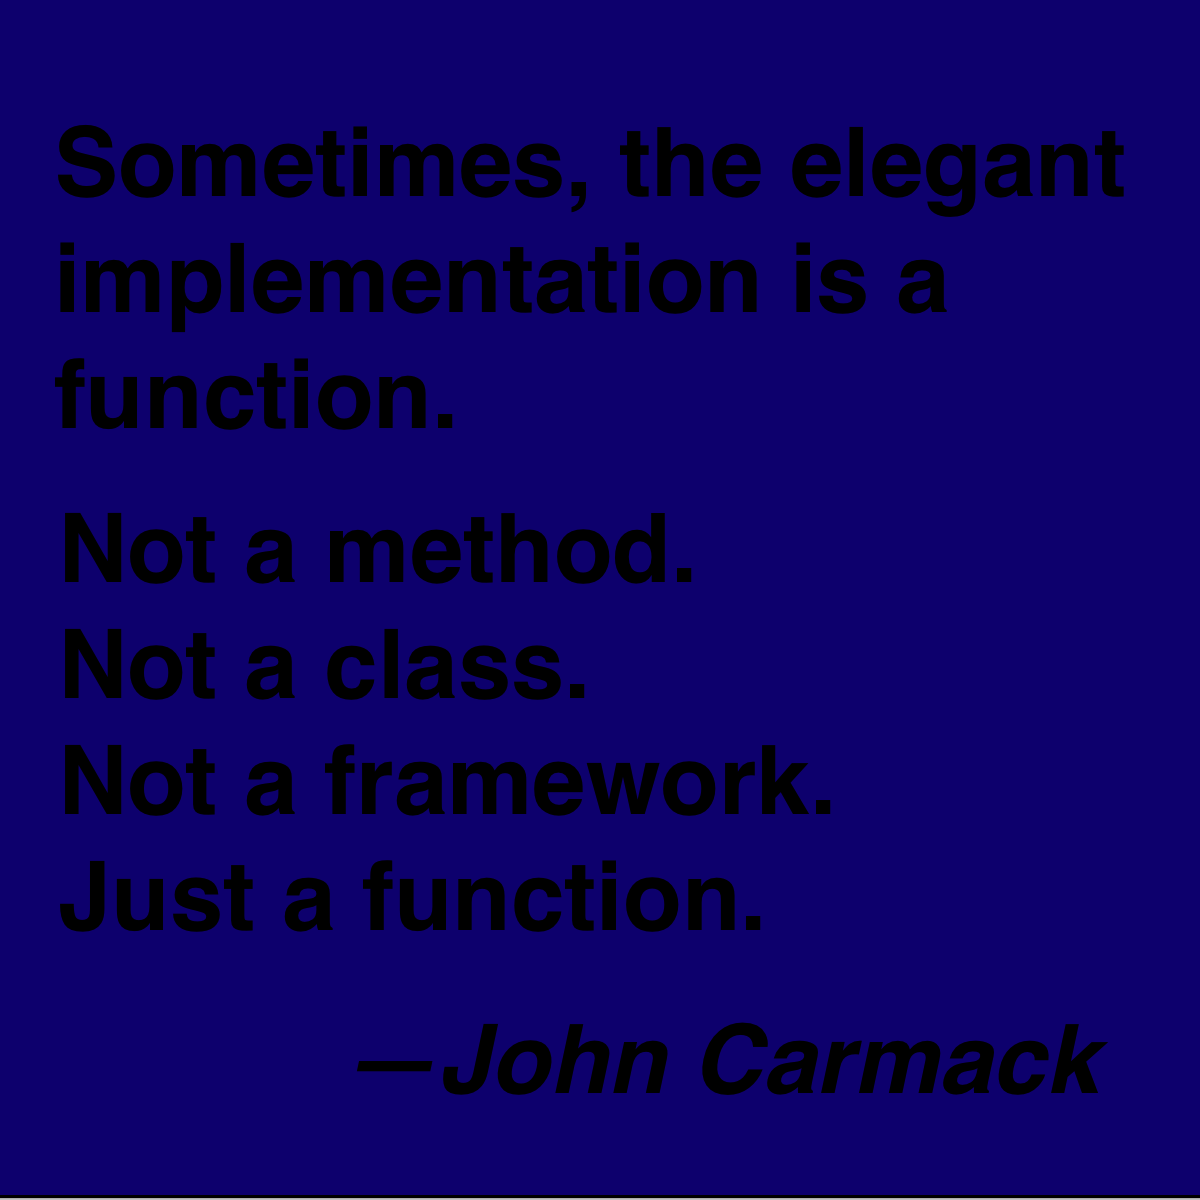 Sometimes, the elegant
implementation is a
function.
Not a method.
Not a class.
Not a framework.
Just a function.
—John Carmack